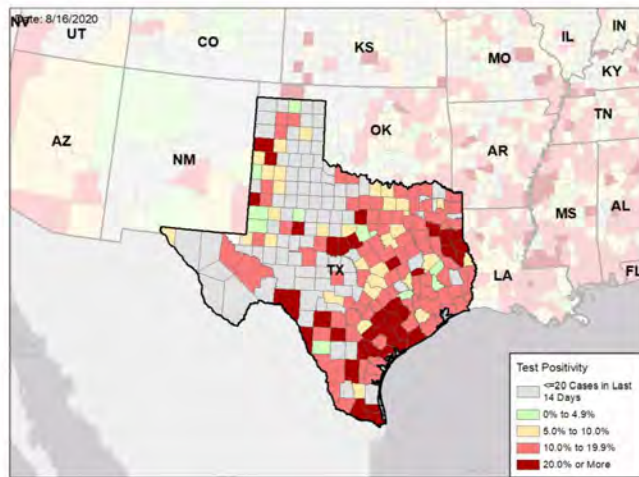 Date: 8/16/2020
NV
UT
CO
KS
MO
IL
IN
KY
AZ
NM
OK
AR
TN
MS
AL
TX
LA
FL
Test Positivity
<=20 Cases in Last
14 Days
0% to 4.9%
5.0% to 10.0%
10.0% to 19.9%
20.0% or More